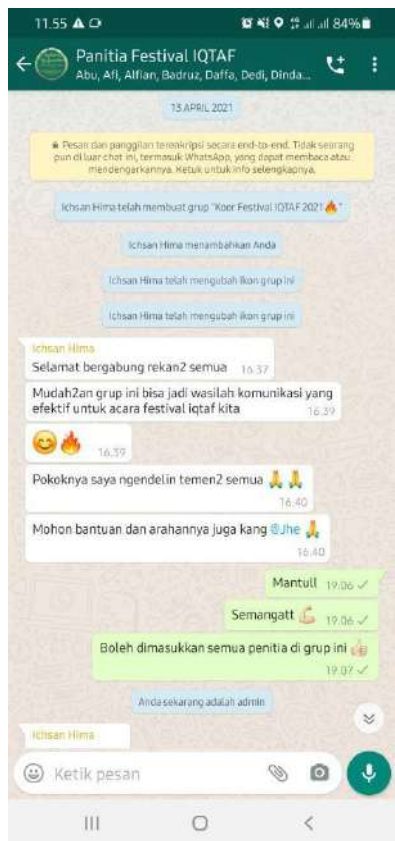 11.55
84%
Panitia Festival IQTAF
Abu, Afi, Alfian, Badruz, Daffa, Dedi, Dinda...
13 APRIL 2021
Pesan dan panggilan terenkripsi secara end-to-end. Tidak seorang
pun di luar chat ini, termasuk WhatsApp, yang dapat membaca atau
mendengarkannya. Ketuk untuk info selengkapnya.
Ichsan Hima telah membuat grup "Koor Festival IQTAF 2021🔥"
Ichsan Hima menambahkan Anda
Ichsan Hima telah mengubah ikon grup ini
Ichsan Hima telah mengubah ikon grup ini
Ichsan Hima
Selamat bergabung rekan2 semua 16.37
Mudah2an grup ini bisa jadi wasilah komunikasi yang
efektif untuk acara festival iqtaf kita 16.39
😊🔥 16.39
Pokoknya saya ngendelin temen2 semua 🙏🙏
16.40
Mohon bantuan dan arahannya juga kang @Jhe 🙏
16.40
Mantull 19.06
Semangatt 💪🏻 19.06
Boleh dimasukkan semua penitia di grup ini 👍🏻
19.07
Anda sekarang adalah admin
Ichsan Hima
Ketik pesan